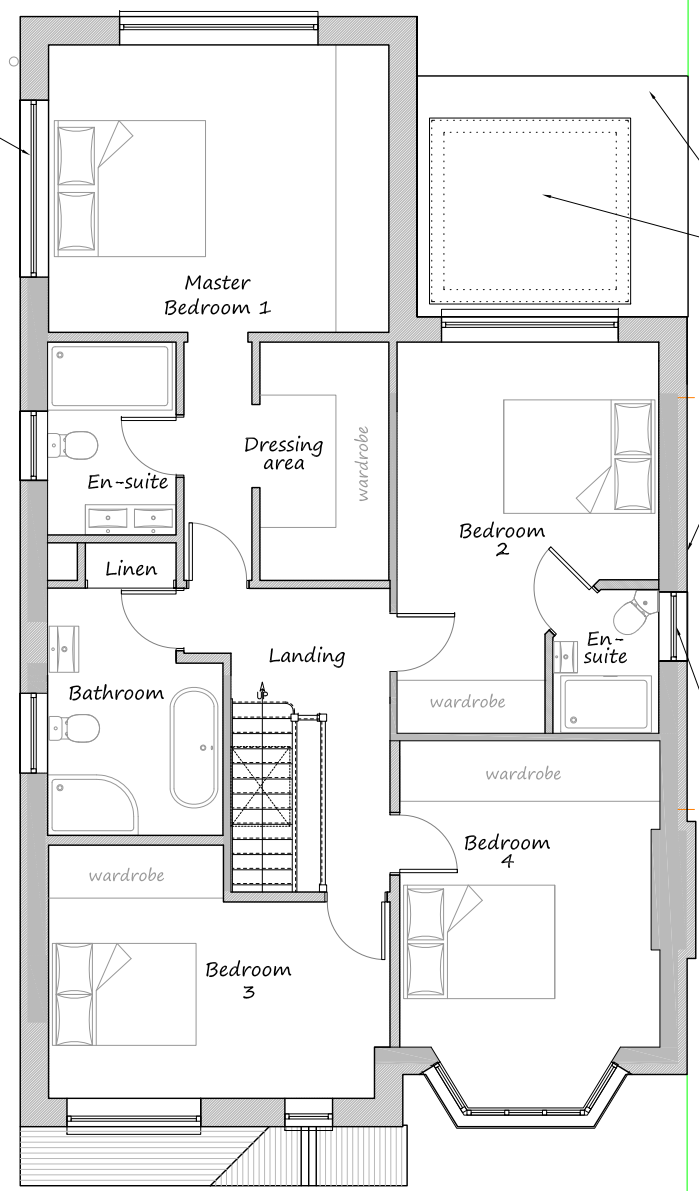 Master
Bedroom 1
Dressing
area
wardrobe
En-suite
Bedroom
2
Linen
En-
suite
Landing
UP
Bathroom
wardrobe
wardrobe
Bedroom
4
wardrobe
Bedroom
3